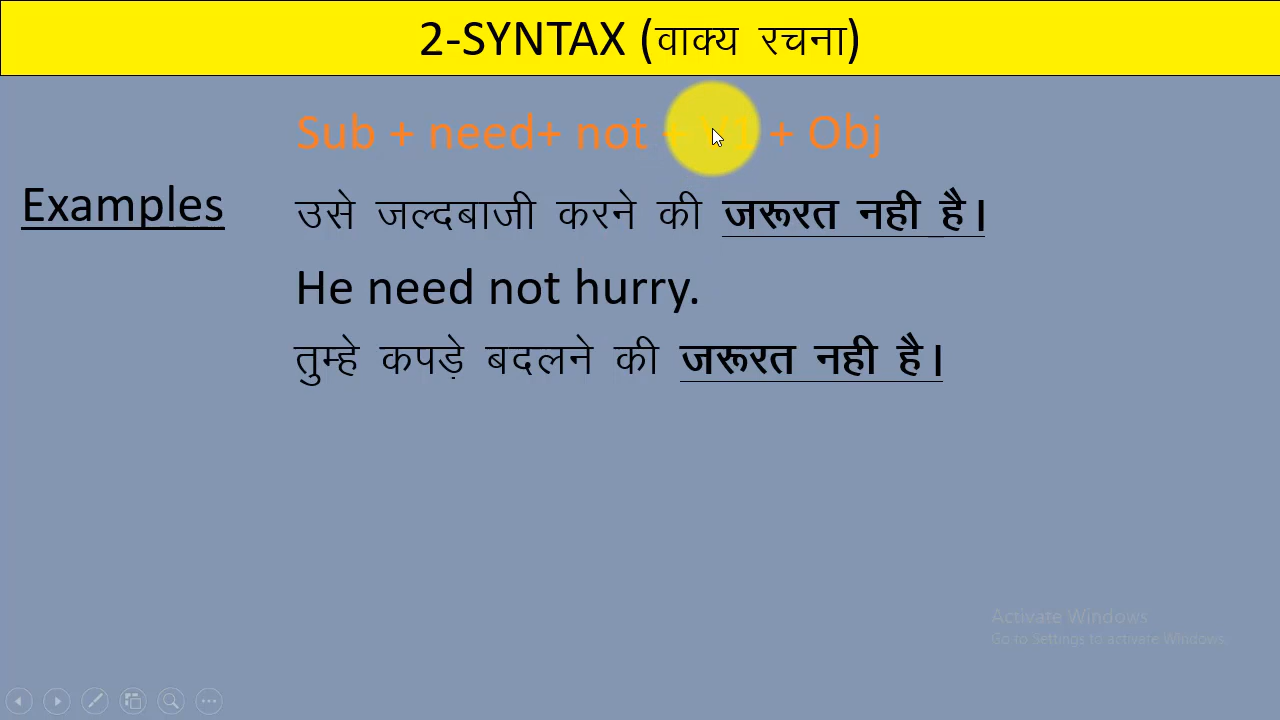 2-SYNTAX (वाक्य रचना)
Sub + need+ not + V1 + Obj
Examples
उसे जल्दबाजी करने की जरूरत नही है।
He need not hurry.
तुम्हे कपड़े बदलने की जरूरत नही है।
Activate Windows
Go to Settings to activate Windows.